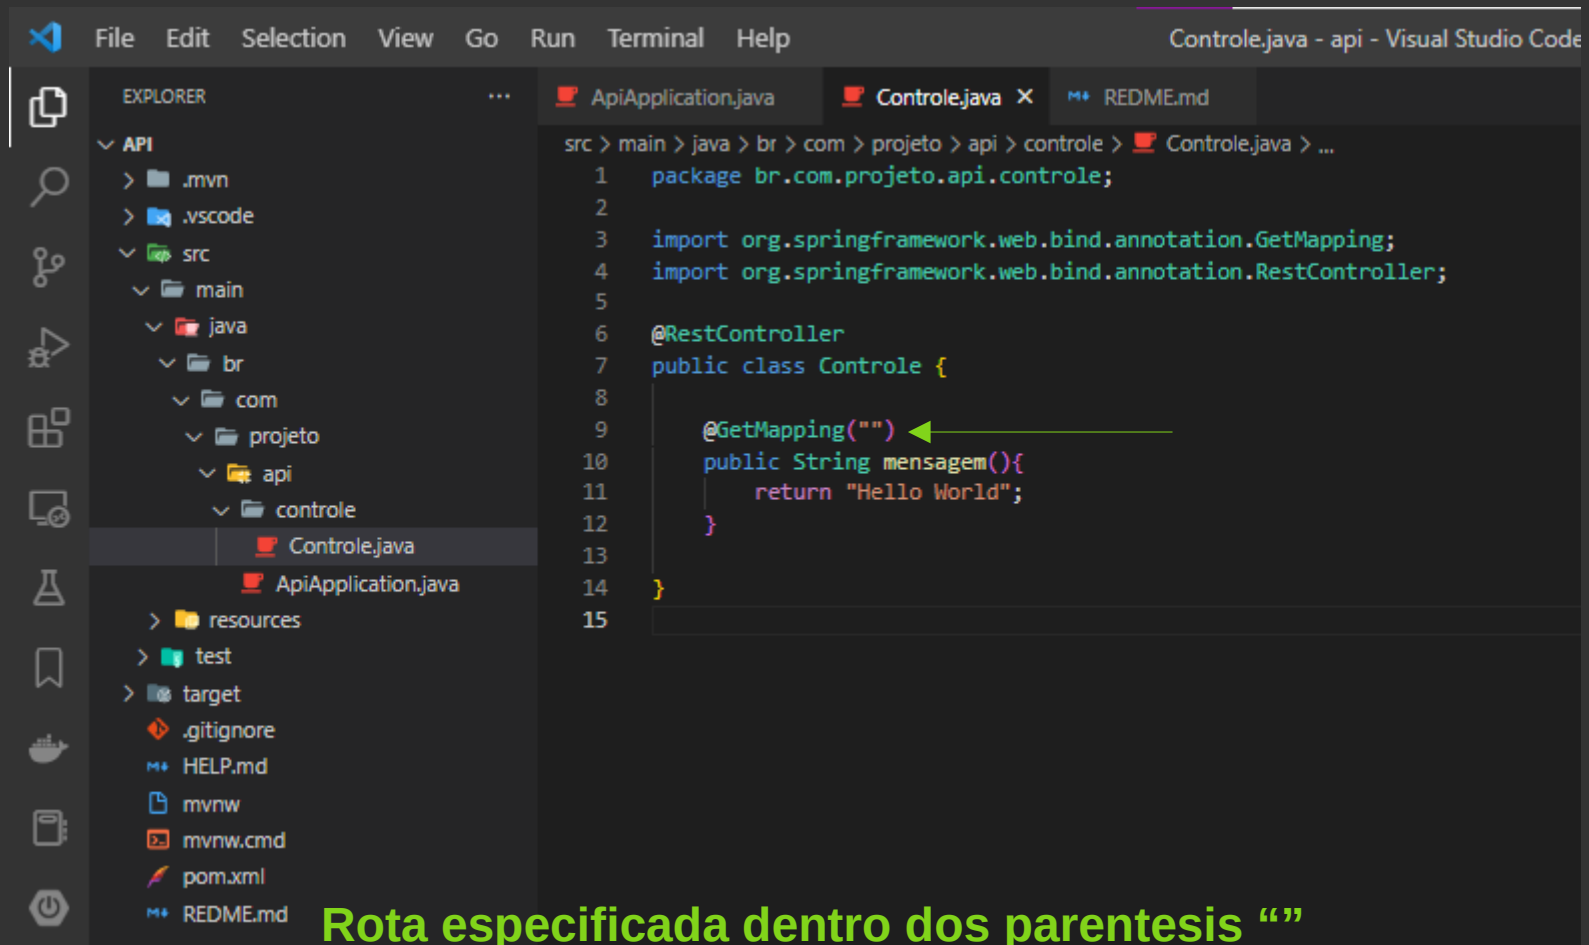 File Edit Selection View Go Run Terminal Help Controle.java - api - Visual Studio Code
EXPLORER ...
API
.mvn
.vscode
src
main
java
br
com
projeto
api
controle
Controle.java
ApiApplication.java
resources
test
target
.gitignore
HELP.md
mvnw
mvnw.cmd
pom.xml
REDME.md
ApiApplication.java Controle.java × REDME.md
src > main > java > br > com > projeto > api > controle > Controle.java > ...
1 package br.com.projeto.api.controle;
2
3 import org.springframework.web.bind.annotation.GetMapping;
4 import org.springframework.web.bind.annotation.RestController;
5
6 @RestController
7 public class Controle {
8
9 @GetMapping("")
10 public String mensagem(){
11 return "Hello World";
12 }
13
14 }
15
Rota especificada dentro dos parentesis “”